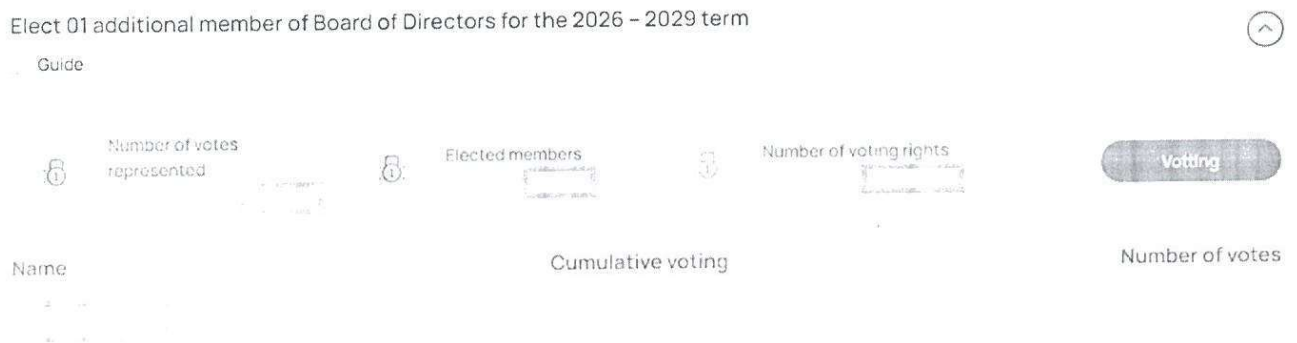 Elect 01 additional member of Board of Directors for the 2026 – 2029 term
Guide
Number of votes
represented
Elected members
Number of voting rights
Votting
Name
Cumulative voting
Number of votes